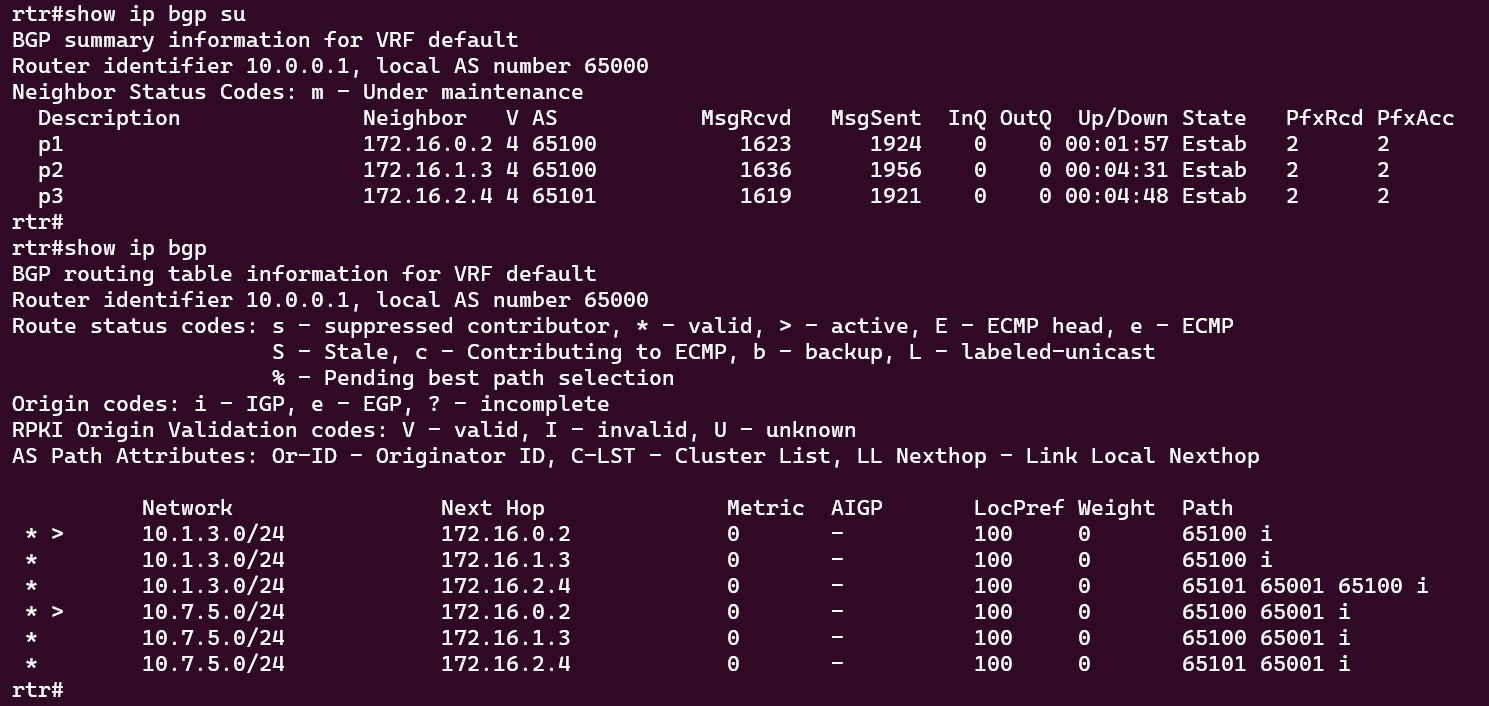 rtr#show ip bgp su
BGP summary information for VRF default
Router identifier 10.0.0.1, local AS number 65000
Neighbor Status Codes: m - Under maintenance
  Description              Neighbor   V AS           MsgRcvd   MsgSent  InQ OutQ  Up/Down State   PfxRcd PfxAcc
  p1                       172.16.0.2 4 65100           1623      1924    0    0 00:01:57 Estab   2      2
  p2                       172.16.1.3 4 65100           1636      1956    0    0 00:04:31 Estab   2      2
  p3                       172.16.2.4 4 65101           1619      1921    0    0 00:04:48 Estab   2      2
rtr#
rtr#show ip bgp
BGP routing table information for VRF default
Router identifier 10.0.0.1, local AS number 65000
Route status codes: s - suppressed contributor, * - valid, > - active, E - ECMP head, e - ECMP
                    S - Stale, c - Contributing to ECMP, b - backup, L - labeled-unicast
                    % - Pending best path selection
Origin codes: i - IGP, e - EGP, ? - incomplete
RPKI Origin Validation codes: V - valid, I - invalid, U - unknown
AS Path Attributes: Or-ID - Originator ID, C-LST - Cluster List, LL Nexthop - Link Local Nexthop

          Network                Next Hop              Metric  AIGP       LocPref Weight  Path
 * >      10.1.3.0/24            172.16.0.2            0       -          100     0       65100 i
 *        10.1.3.0/24            172.16.1.3            0       -          100     0       65100 i
 *        10.1.3.0/24            172.16.2.4            0       -          100     0       65101 65001 65100 i
 * >      10.7.5.0/24            172.16.0.2            0       -          100     0       65100 65001 i
 *        10.7.5.0/24            172.16.1.3            0       -          100     0       65100 65001 i
 *        10.7.5.0/24            172.16.2.4            0       -          100     0       65101 65001 i
rtr#